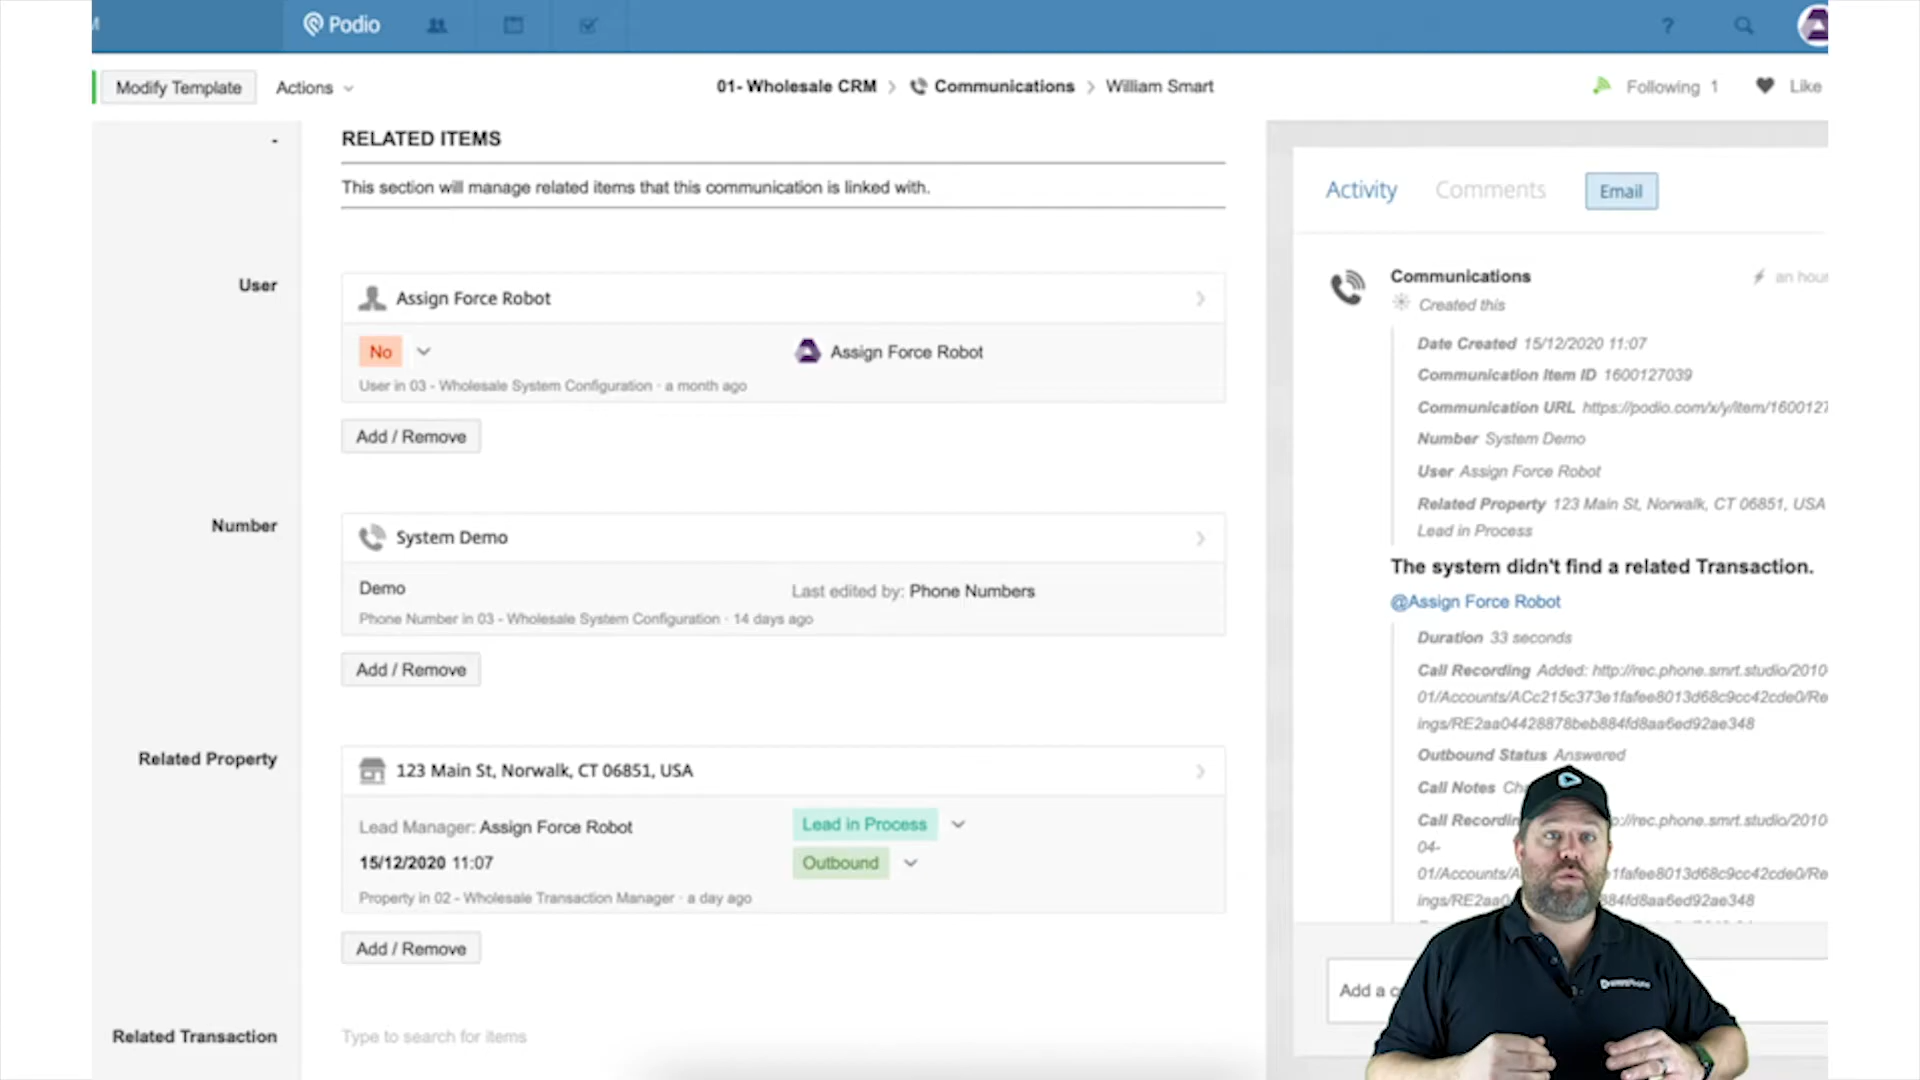 M
Podio
?
Modify Template
Actions
01- Wholesale CRM
Communications
William Smart
Following 1
Like
-
RELATED ITEMS
This section will manage related items that this communication is linked with.
User
Assign Force Robot
No
Assign Force Robot
User in 03 - Wholesale System Configuration · a month ago
Add / Remove
Number
System Demo
Demo
Last edited by: Phone Numbers
Phone Number in 03 - Wholesale System Configuration · 14 days ago
Add / Remove
Related Property
123 Main St, Norwalk, CT 06851, USA
Lead Manager: Assign Force Robot
Lead in Process
15/12/2020 11:07
Outbound
Property in 02 - Wholesale Transaction Manager · a day ago
Add / Remove
Related Transaction
Type to search for items
Activity
Comments
Email
Communications
an hour
Created this
Date Created 15/12/2020 11:07
Communication Item ID 1600127039
Communication URL https://podio.com/x/y/item/1600127
Number System Demo
User Assign Force Robot
Related Property 123 Main St, Norwalk, CT 06851, USA
Lead in Process
The system didn't find a related Transaction.
@Assign Force Robot
Duration 33 seconds
Call Recording Added: http://rec.phone.smrt.studio/2010-
01/Accounts/ACc215c373e1fafee8013d68c9cc42cde0/Re
ings/RE2aa04428878beb884fd8aa6ed92ae348
Outbound Status Answered
Call Notes
Call Recording p://rec.phone.smrt.studio/2010
04-
01/Accounts/A 1fafee8013d68c9cc42cde0/Re
ings/RE2aa0 84fd8aa6ed92ae348
Add a